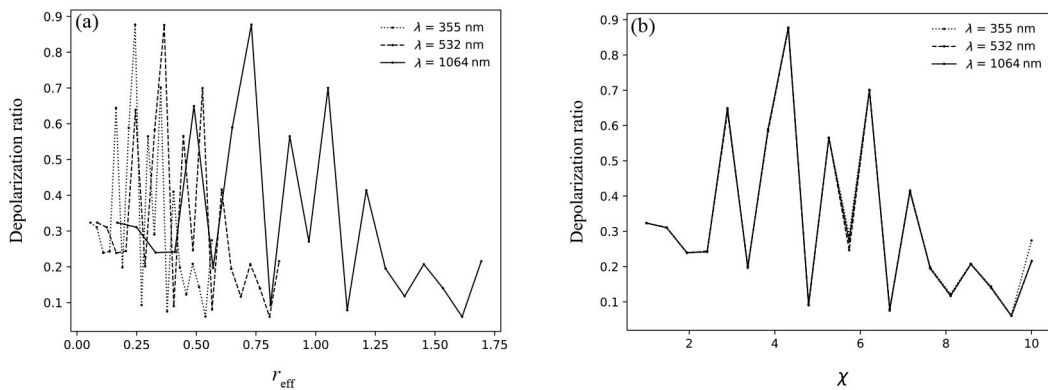 (a)
λ = 355 nm
λ = 532 nm
λ = 1064 nm
Depolarization ratio
0.9
0.8
0.7
0.6
0.5
0.4
0.3
0.2
0.1
0.00 0.25 0.50 0.75 1.00 1.25 1.50 1.75
r_eff
(b)
λ = 355 nm
λ = 532 nm
λ = 1064 nm
Depolarization ratio
0.9
0.8
0.7
0.6
0.5
0.4
0.3
0.2
0.1
2 4 6 8 10
χ